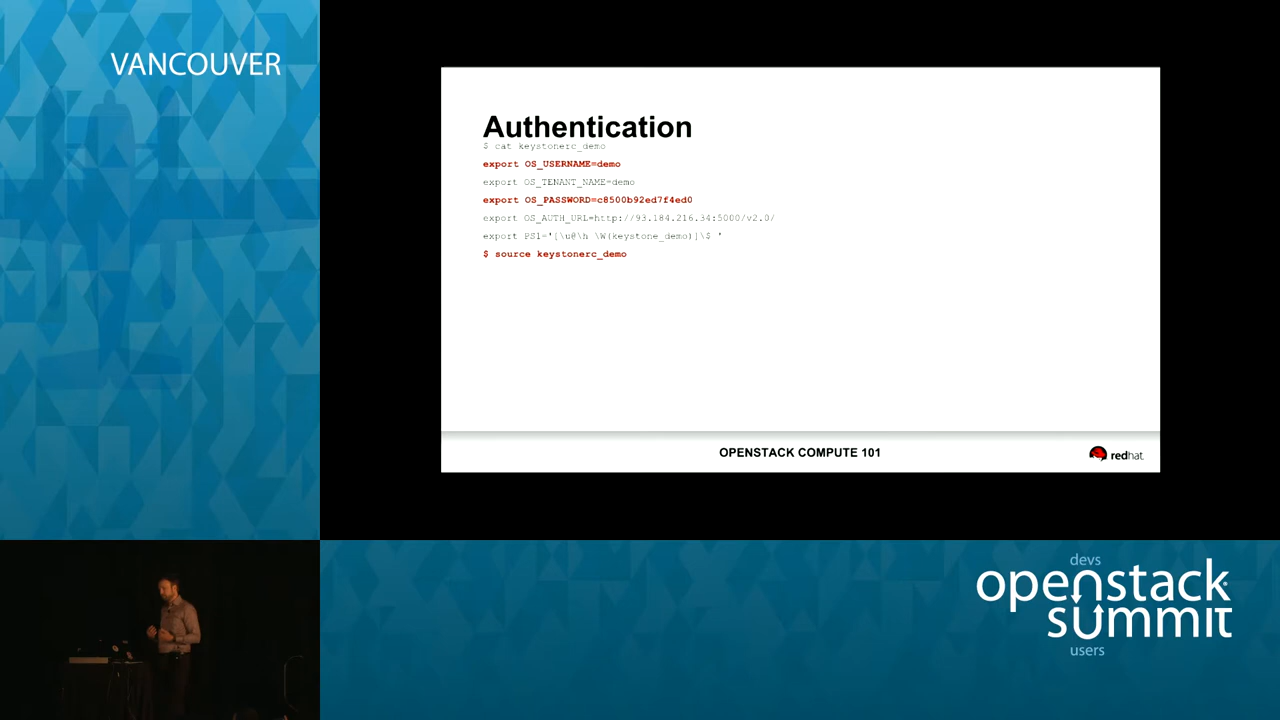 VANCOUVER
Authentication
$ cat keystonerc_demo
export OS_USERNAME=demo
export OS_TENANT_NAME=demo
export OS_PASSWORD=c8500b92ed7f4ed0
export OS_AUTH_URL=http://93.184.216.34:5000/v2.0/
export PS1='[\u@\h \W(keystone_demo)]\$ '
$ source keystonerc_demo
OPENSTACK COMPUTE 101
redhat
devs
openstack
summit
users